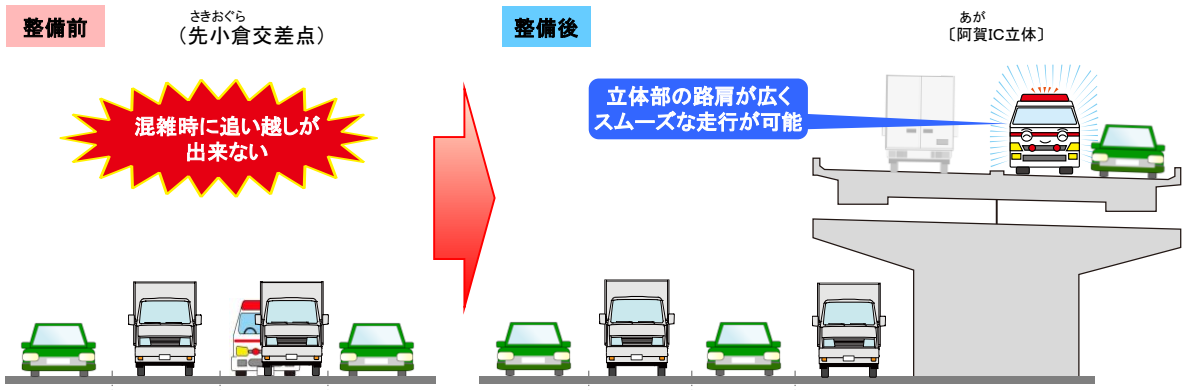 整備前
さきおぐら
(先小倉交差点)
混雑時に追い越しが
出来ない
整備後
あが
〔阿賀IC立体〕
立体部の路肩が広く
スムーズな走行が可能